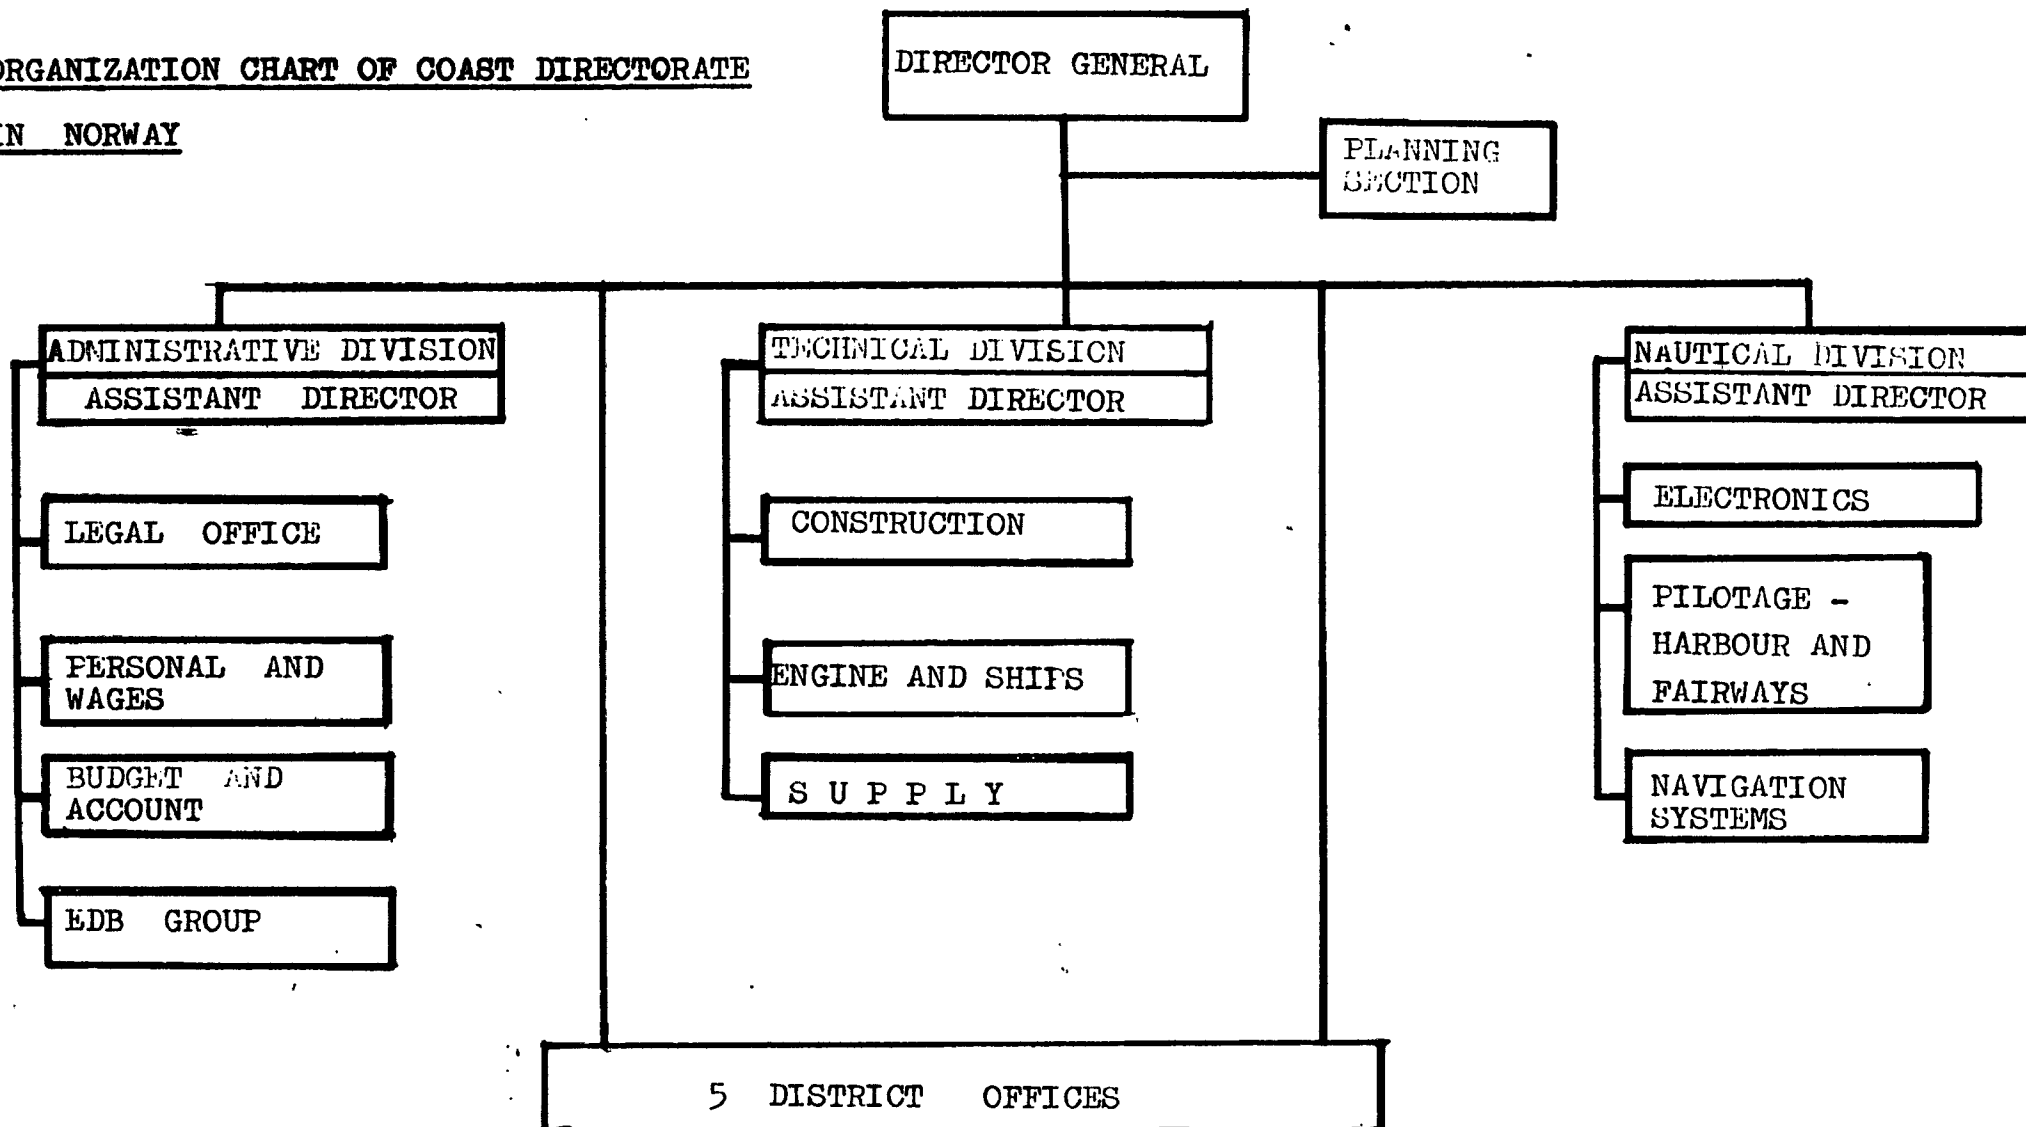 ORGANIZATION CHART OF COAST DIRECTORATE
IN NORWAY
DIRECTOR GENERAL
PLANNING
SECTION
ADMINISTRATIVE DIVISION
ASSISTANT DIRECTOR
TECHNICAL DIVISION
ASSISTANT DIRECTOR
NAUTICAL DIVISION
ASSISTANT DIRECTOR
LEGAL OFFICE
PERSONAL AND
WAGES
BUDGET AND
ACCOUNT
EDB GROUP
CONSTRUCTION
ENGINE AND SHIPS
S U P P L Y
ELECTRONICS
PILOTAGE -
HARBOUR AND
FAIRWAYS
NAVIGATION
SYSTEMS
5 DISTRICT OFFICES